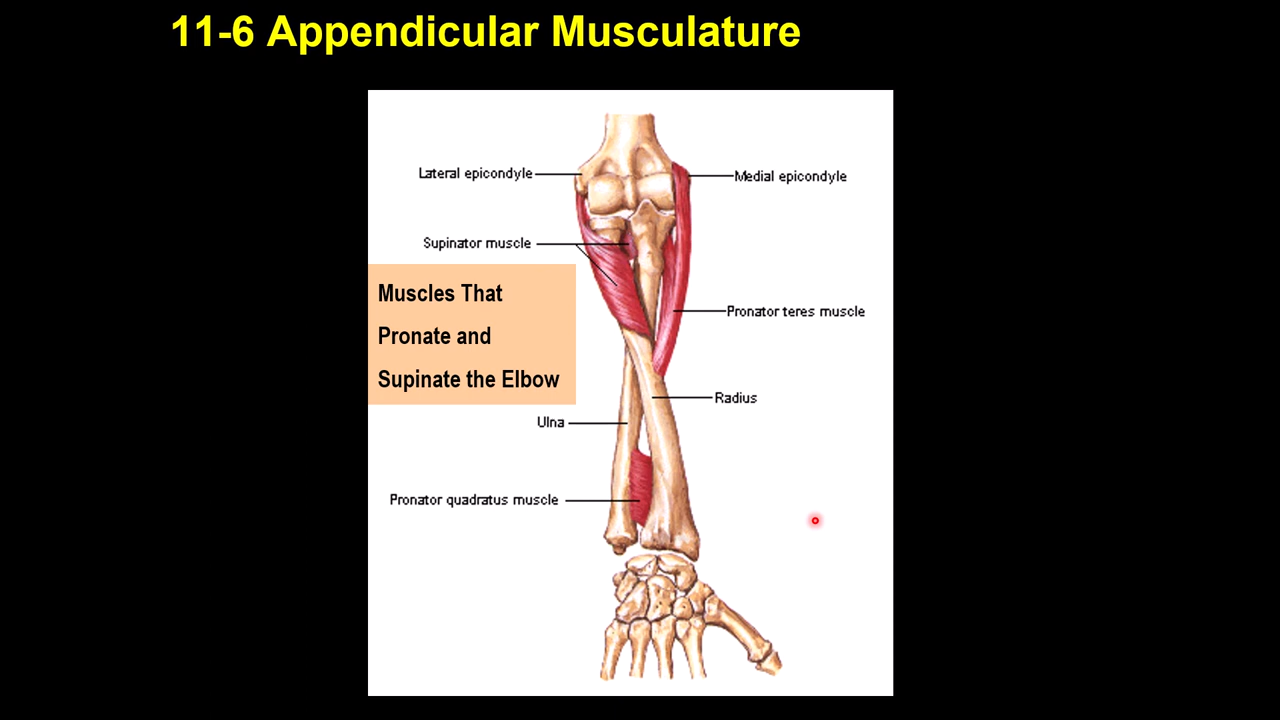 11-6 Appendicular Musculature
Lateral epicondyle
Medial epicondyle
Supinator muscle
Muscles That
Pronate and
Supinate the Elbow
Pronator teres muscle
Radius
Ulna
Pronator quadratus muscle